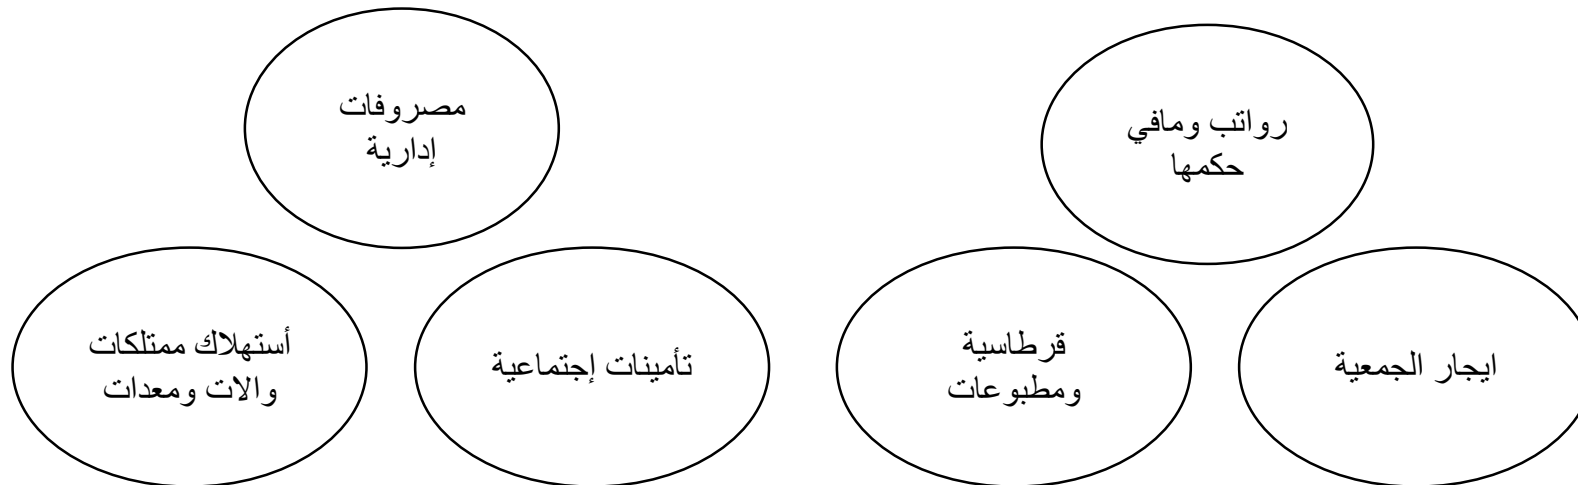 رواتب ومافي
حكمها
مصروفات
إدارية
ايجار الجمعية
قرطاسية
ومطبوعات
تأمينات إجتماعية
أستهلاك ممتلكات
والات ومعدات